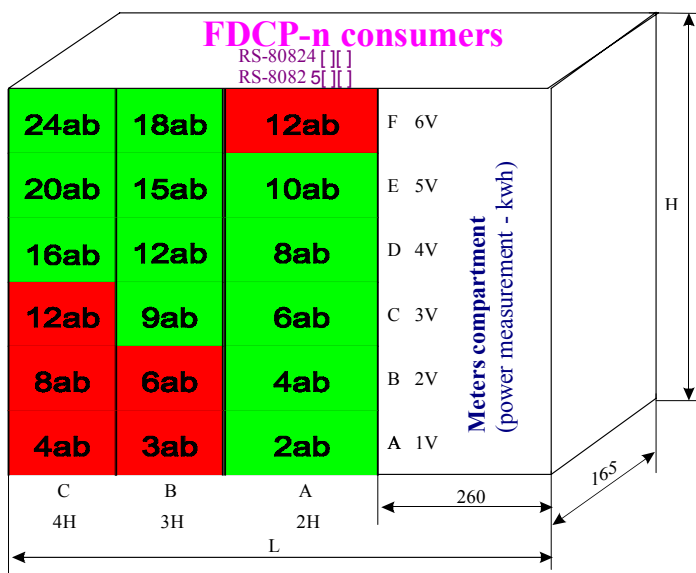 FDCP-n consumers
RS-80824 [ ][ ]
RS-8082 5[ ][ ]
24ab 18ab 12ab F 6V
20ab 15ab 10ab E 5V
16ab 12ab 8ab D 4V
12ab 9ab 6ab C 3V
8ab 6ab 4ab B 2V
4ab 3ab 2ab A 1V
Meters compartment
(power measurement - kwh)
H
165
260
C B A
4H 3H 2H
L